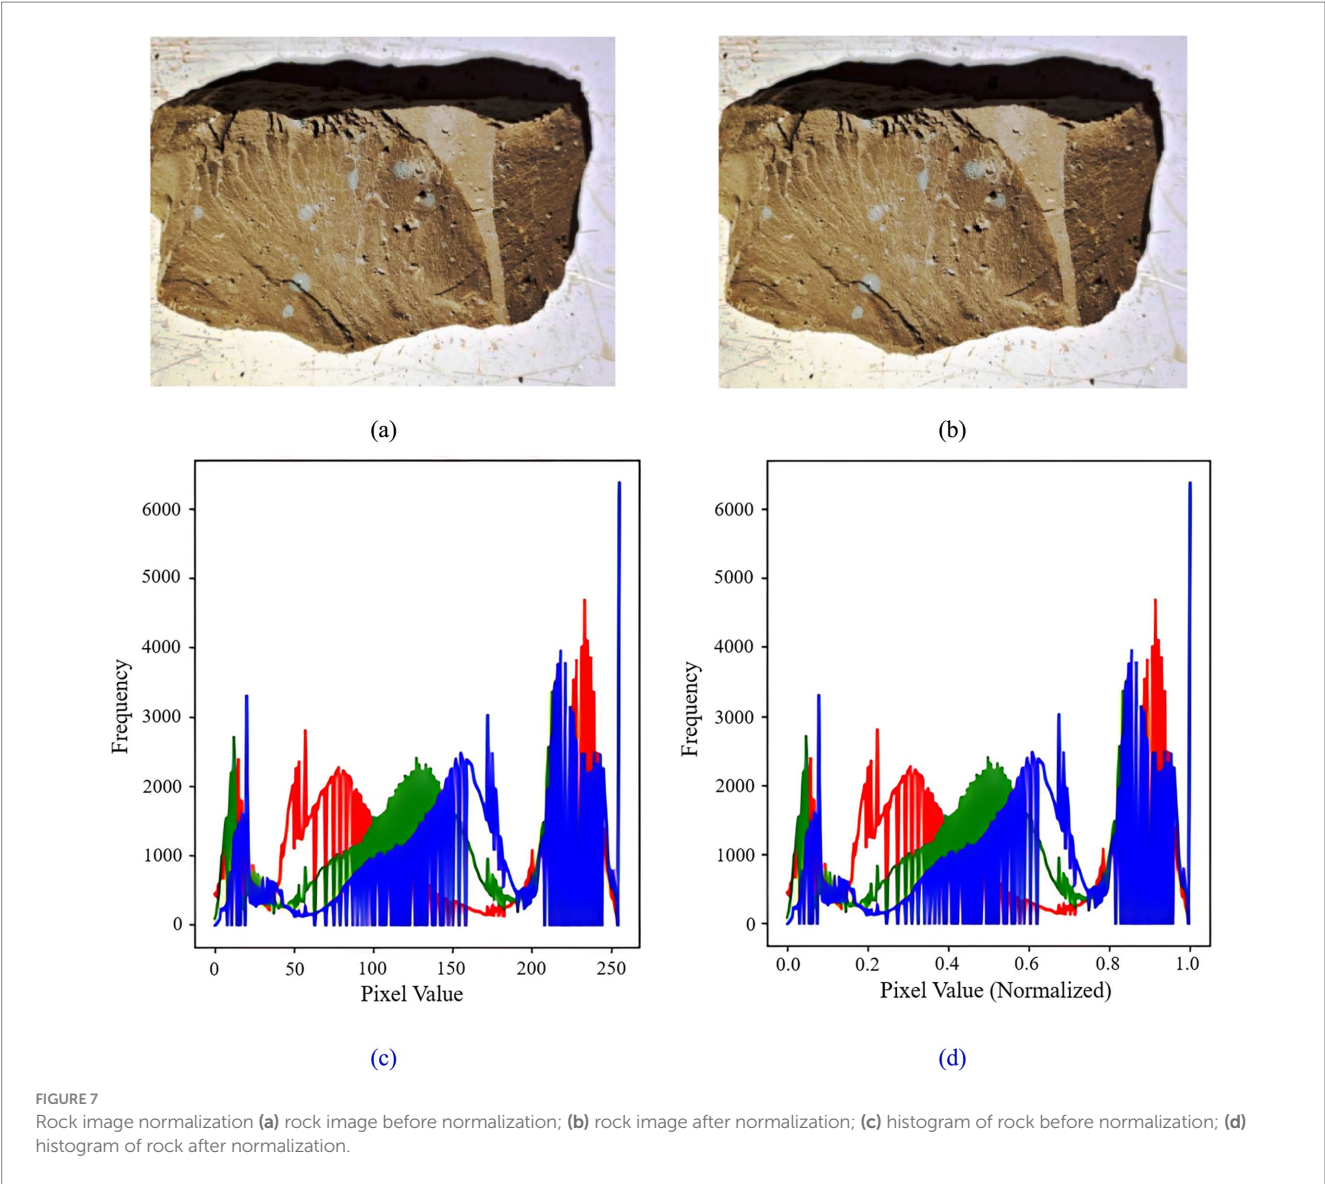 (a)
(b)
6000
5000
4000
3000
2000
1000
0
Frequency
0 50 100 150 200 250
Pixel Value
6000
5000
4000
3000
2000
1000
0
Frequency
0.0 0.2 0.4 0.6 0.8 1.0
Pixel Value (Normalized)
(c)
(d)
FIGURE 7
Rock image normalization (a) rock image before normalization; (b) rock image after normalization; (c) histogram of rock before normalization; (d)
histogram of rock after normalization.